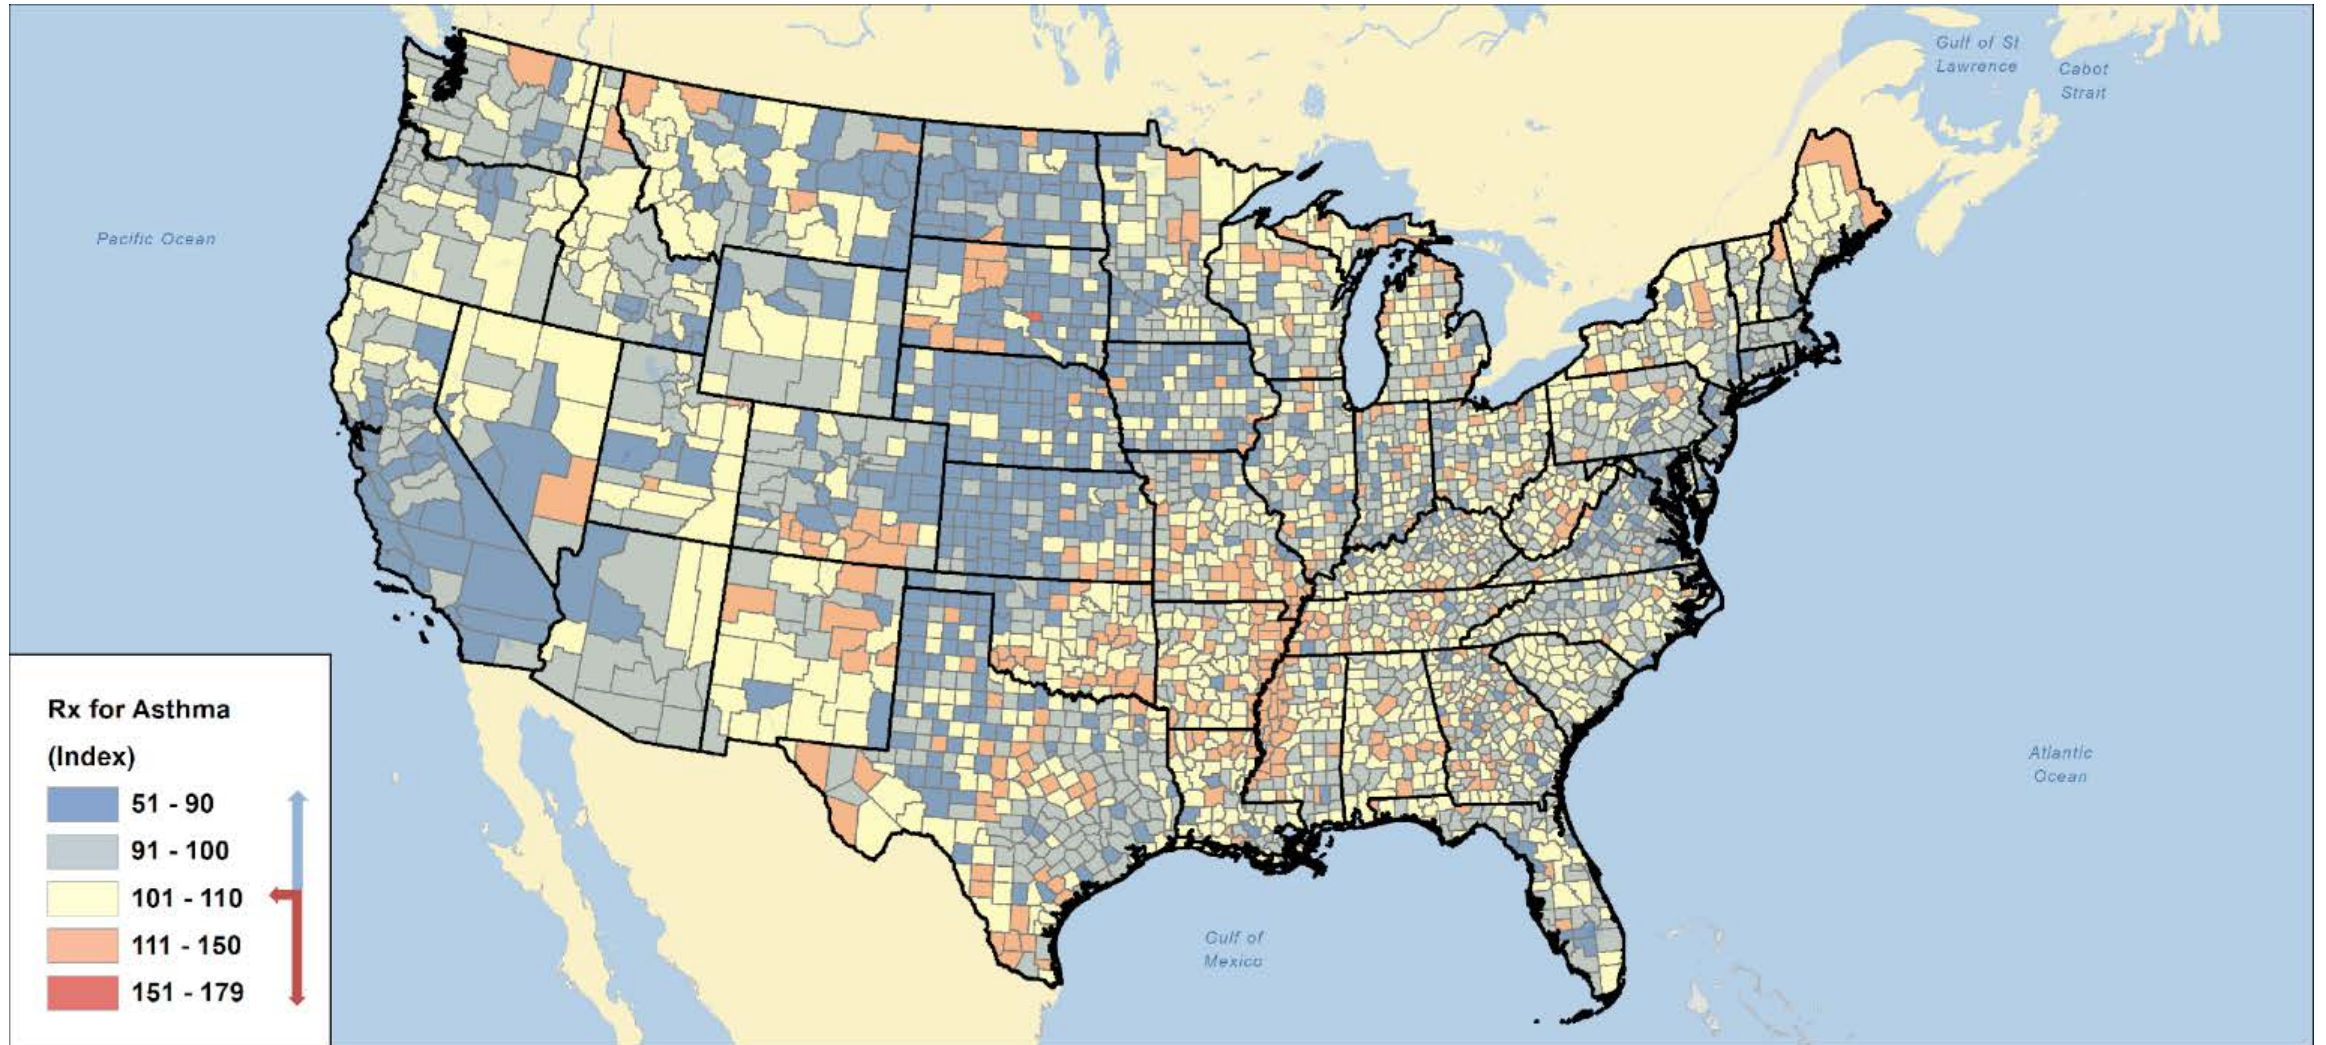 Gulf of St
Lawrence
Cabot
Strait
Pacific Ocean
Atlantic
Ocean
Gulf of
Mexico
Rx for Asthma
(Index)
51 - 90
91 - 100
101 - 110
111 - 150
151 - 179